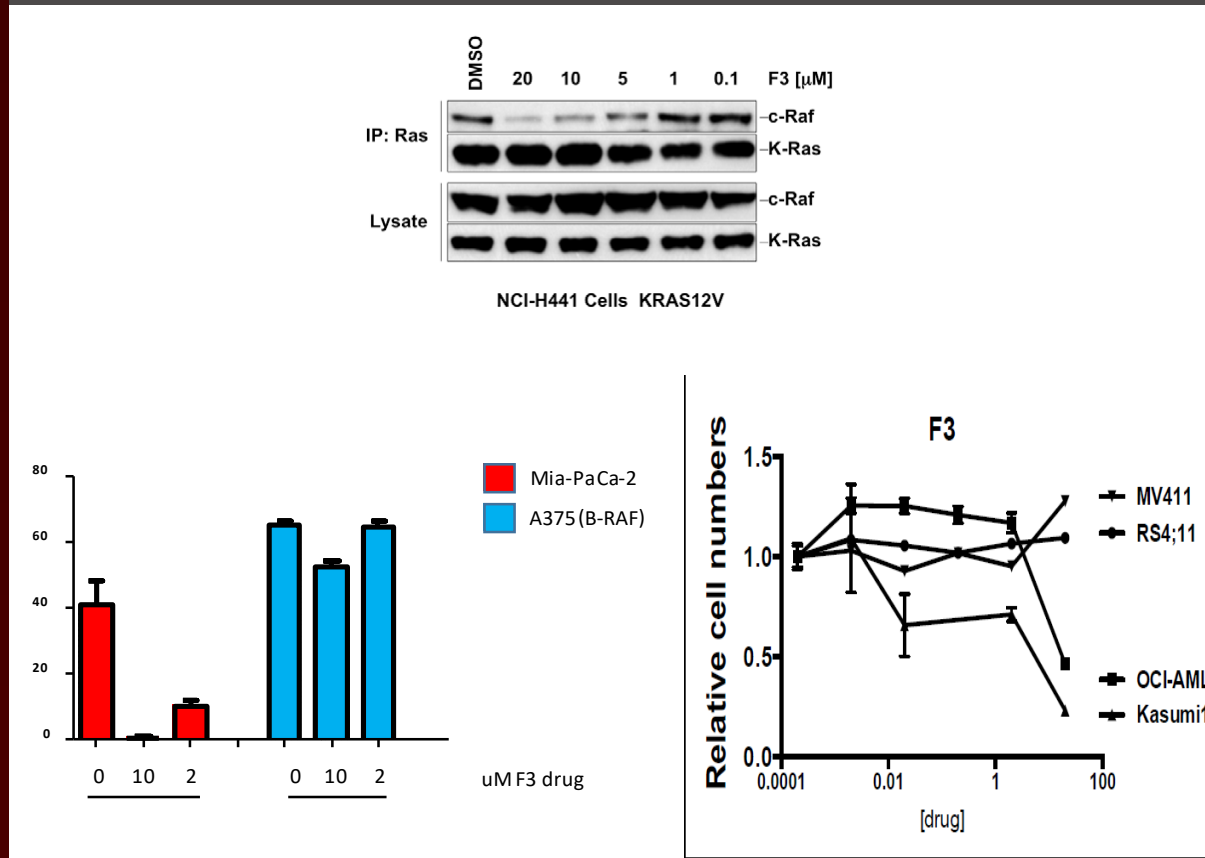 DMSO 20 10 5 1 0.1 F3 [µM]
IP: Ras
–c-Raf
–K-Ras
Lysate
–c-Raf
–K-Ras
NCI-H441 Cells KRAS12V
80
60
40
20
0
0 10 2 0 10 2
uM F3 drug
Mia-PaCa-2
A375(B-RAF)
F3
Relative cell numbers
1.5
1.0
0.5
0.0
0.0001 0.01 1 100
[drug]
MV411
RS4;11
OCI-AML
Kasumi1